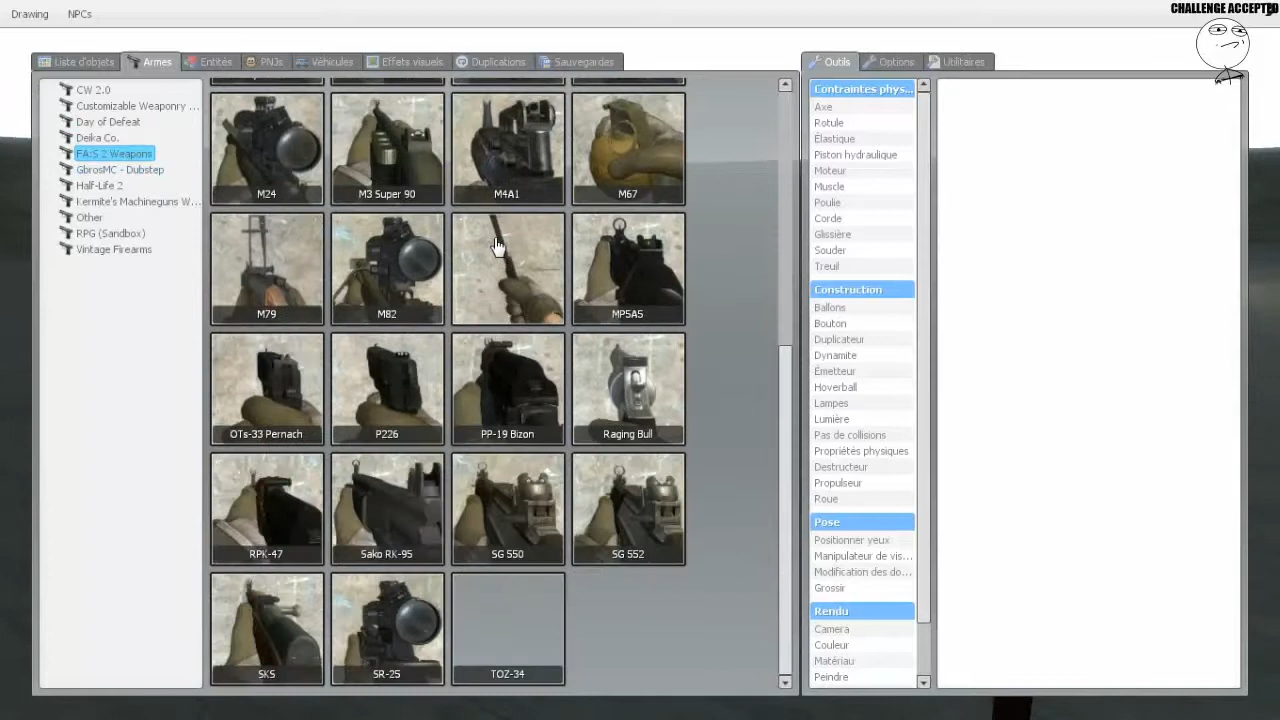 Drawing NPCs
CHALLENGE ACCEPTED
Liste d'objets Armes Entités PNJs Véhicules Effets visuels Duplications Sauvegardes
Outils Options Utilitaires
CW 2.0
Customizable Weaponry ...
Day of Defeat
Deika Co.
FA:S 2 Weapons
GbrosMC - Dubstep
Half-Life 2
Kermite's Machineguns W...
Other
RPG (Sandbox)
Vintage Firearms
M24 M3 Super 90 M4A1 M67
M79 M82 MP5A5
OTs-33 Pernach P226 PP-19 Bizon Raging Bull
RPK-47 Sako RK-95 SG 550 SG 552
SKS SR-25 TOZ-34
Contraintes phys...
Axe
Rotule
Élastique
Piston hydraulique
Moteur
Muscle
Poulie
Corde
Glissière
Souder
Treuil
Construction
Ballons
Bouton
Duplicateur
Dynamite
Émetteur
Hoverball
Lampes
Lumière
Pas de collisions
Propriétés physiques
Destructeur
Propulseur
Roue
Pose
Positionner yeux
Manipulateur de vis...
Modification des do...
Grossir
Rendu
Camera
Couleur
Matériau
Peindre